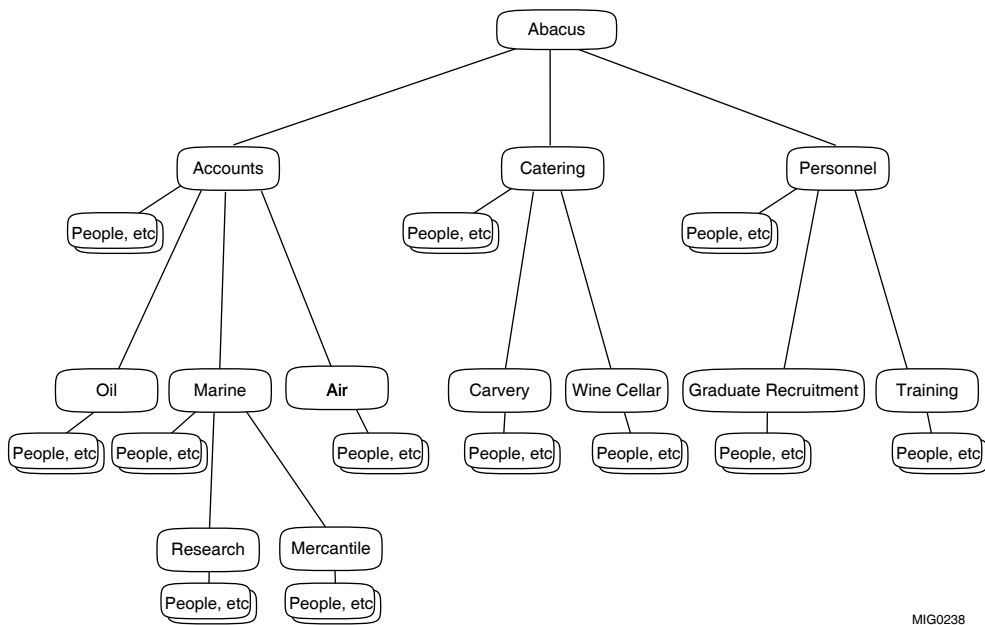 Abacus
Accounts
Catering
Personnel
People, etc
People, etc
People, etc
Oil
Marine
Air
Carvery
Wine Cellar
Graduate Recruitment
Training
People, etc
People, etc
People, etc
People, etc
People, etc
People, etc
People, etc
Research
Mercantile
People, etc
People, etc
MIG0238